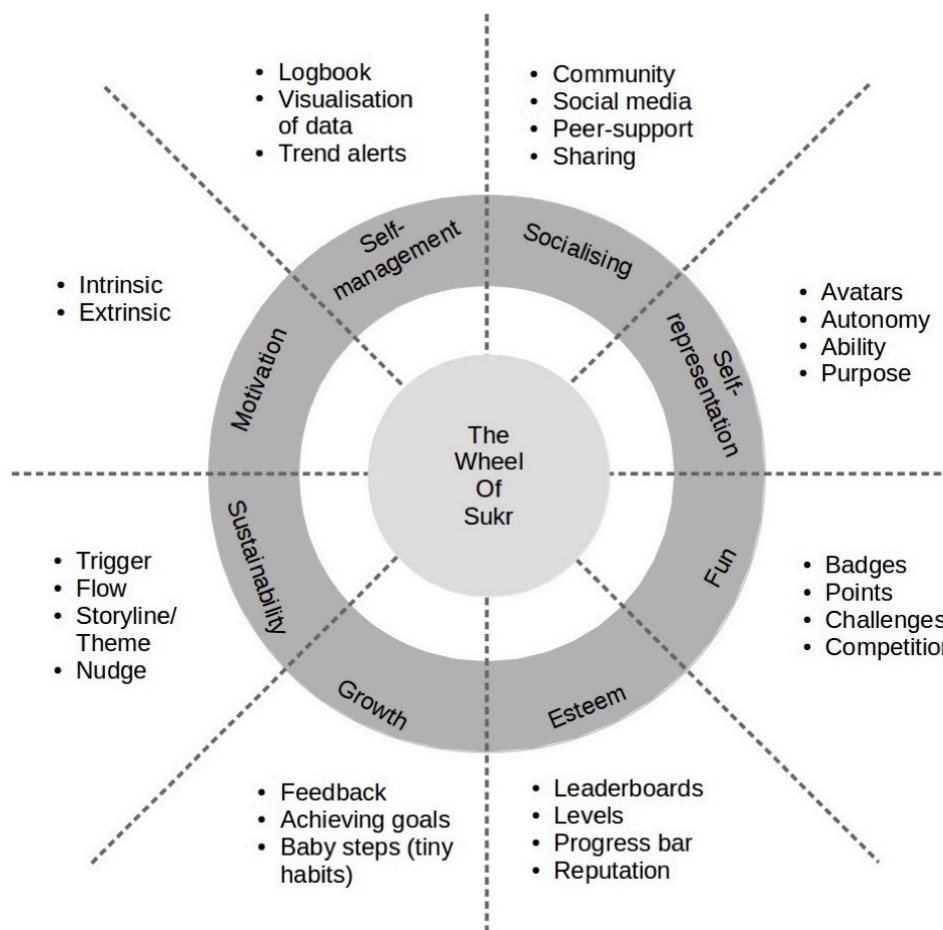 • Logbook
• Visualisation
of data
• Trend alerts
• Community
• Social media
• Peer-support
• Sharing
• Intrinsic
• Extrinsic
• Avatars
• Autonomy
• Ability
• Purpose
Self-
management
Socialising
Motivation
Self-
representation
The
Wheel
Of
Sukr
Sustainability
Fun
Growth
Esteem
• Trigger
• Flow
• Storyline/
Theme
• Nudge
• Badges
• Points
• Challenges
• Competition
• Feedback
• Achieving goals
• Baby steps (tiny
habits)
• Leaderboards
• Levels
• Progress bar
• Reputation